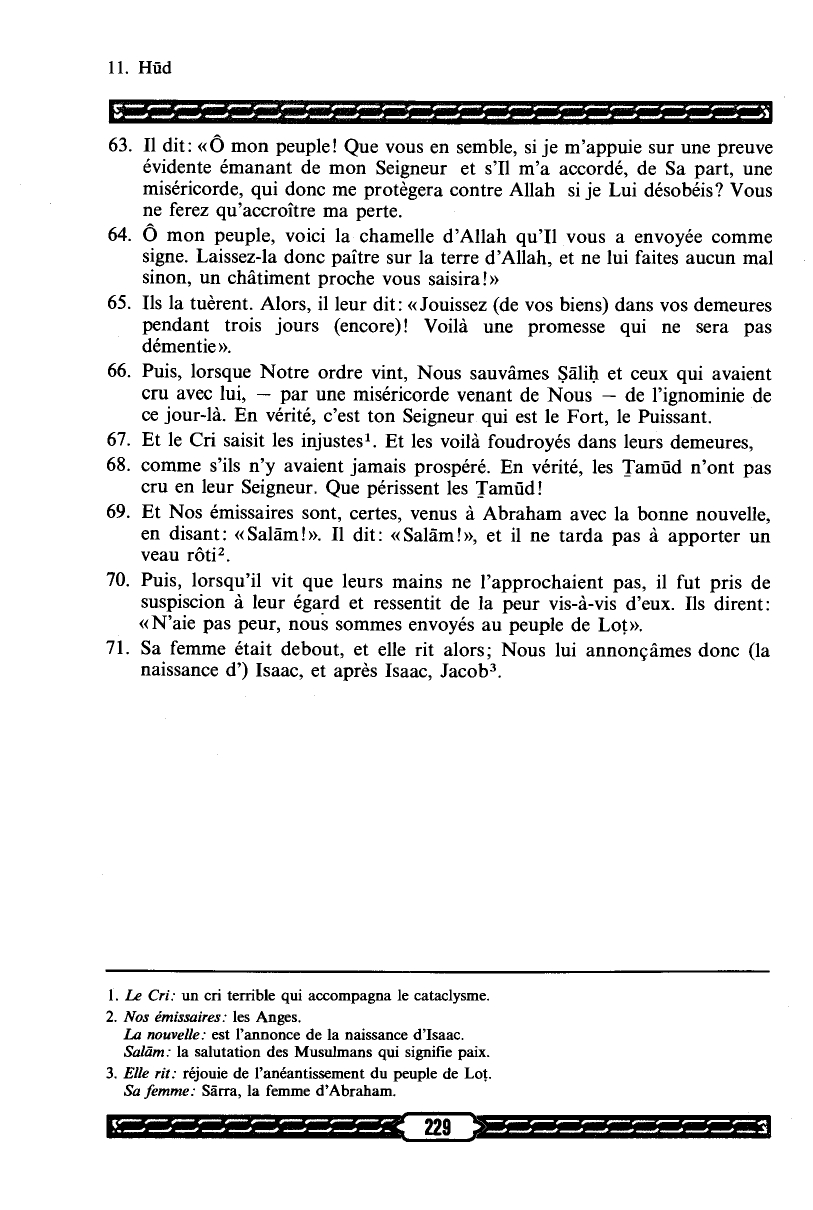 11. Hūd
63. Il dit: «Ô mon peuple! Que vous en semble, si je m’appuie sur une preuve
évidente émanant de mon Seigneur et s’Il m’a accordé, de Sa part, une
miséricorde, qui donc me protègera contre Allah si je Lui désobéis? Vous
ne ferez qu’accroître ma perte.
64. Ô mon peuple, voici la chamelle d’Allah qu’Il vous a envoyée comme
signe. Laissez-la donc paître sur la terre d’Allah, et ne lui faites aucun mal
sinon, un châtiment proche vous saisira!»
65. Ils la tuèrent. Alors, il leur dit: «Jouissez (de vos biens) dans vos demeures
pendant trois jours (encore)! Voilà une promesse qui ne sera pas
démentie».
66. Puis, lorsque Notre ordre vint, Nous sauvâmes Ṣāliḥ et ceux qui avaient
cru avec lui, — par une miséricorde venant de Nous — de l’ignominie de
ce jour-là. En vérité, c’est ton Seigneur qui est le Fort, le Puissant.
67. Et le Cri saisit les injustes¹. Et les voilà foudroyés dans leurs demeures,
68. comme s’ils n’y avaient jamais prospéré. En vérité, les Ṯamūd n’ont pas
cru en leur Seigneur. Que périssent les Ṯamūd!
69. Et Nos émissaires sont, certes, venus à Abraham avec la bonne nouvelle,
en disant: «Salām!». Il dit: «Salām!», et il ne tarda pas à apporter un
veau rôti².
70. Puis, lorsqu’il vit que leurs mains ne l’approchaient pas, il fut pris de
suspiscion à leur égard et ressentit de la peur vis-à-vis d’eux. Ils dirent:
«N’aie pas peur, nous sommes envoyés au peuple de Loṭ».
71. Sa femme était debout, et elle rit alors; Nous lui annonçâmes donc (la
naissance d’) Isaac, et après Isaac, Jacob³.
1. Le Cri: un cri terrible qui accompagna le cataclysme.
2. Nos émissaires: les Anges.
La nouvelle: est l’annonce de la naissance d’Isaac.
Salām: la salutation des Musulmans qui signifie paix.
3. Elle rit: réjouie de l’anéantissement du peuple de Loṭ.
Sa femme: Sārra, la femme d’Abraham.
229